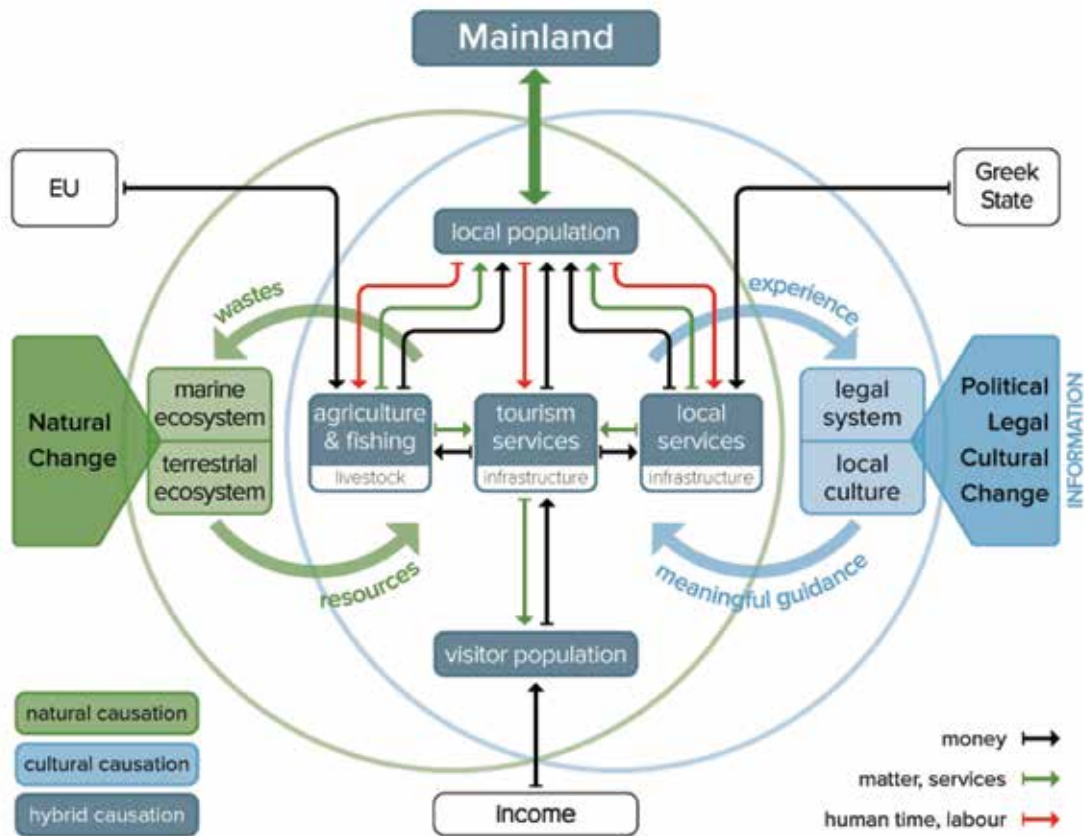 Mainland
EU
Greek
State
local population
wastes
experience
Natural
Change
marine
ecosystem
terrestrial
ecosystem
agriculture
& fishing
livestock
tourism
services
infrastructure
local
services
infrastructure
legal
system
local
culture
Political
Legal
Cultural
Change
INFORMATION
resources
meaningful guidance
visitor population
natural causation
cultural causation
hybrid causation
Income
money
matter, services
human time, labour